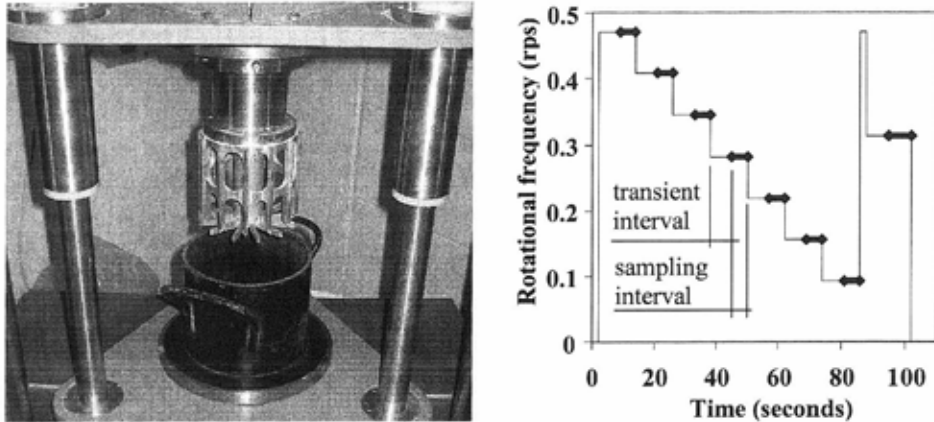 Rotational frequency (rps)
0.5
0.4
0.3
0.2
0.1
0
transient
interval
sampling
interval
0 20 40 60 80 100
Time (seconds)